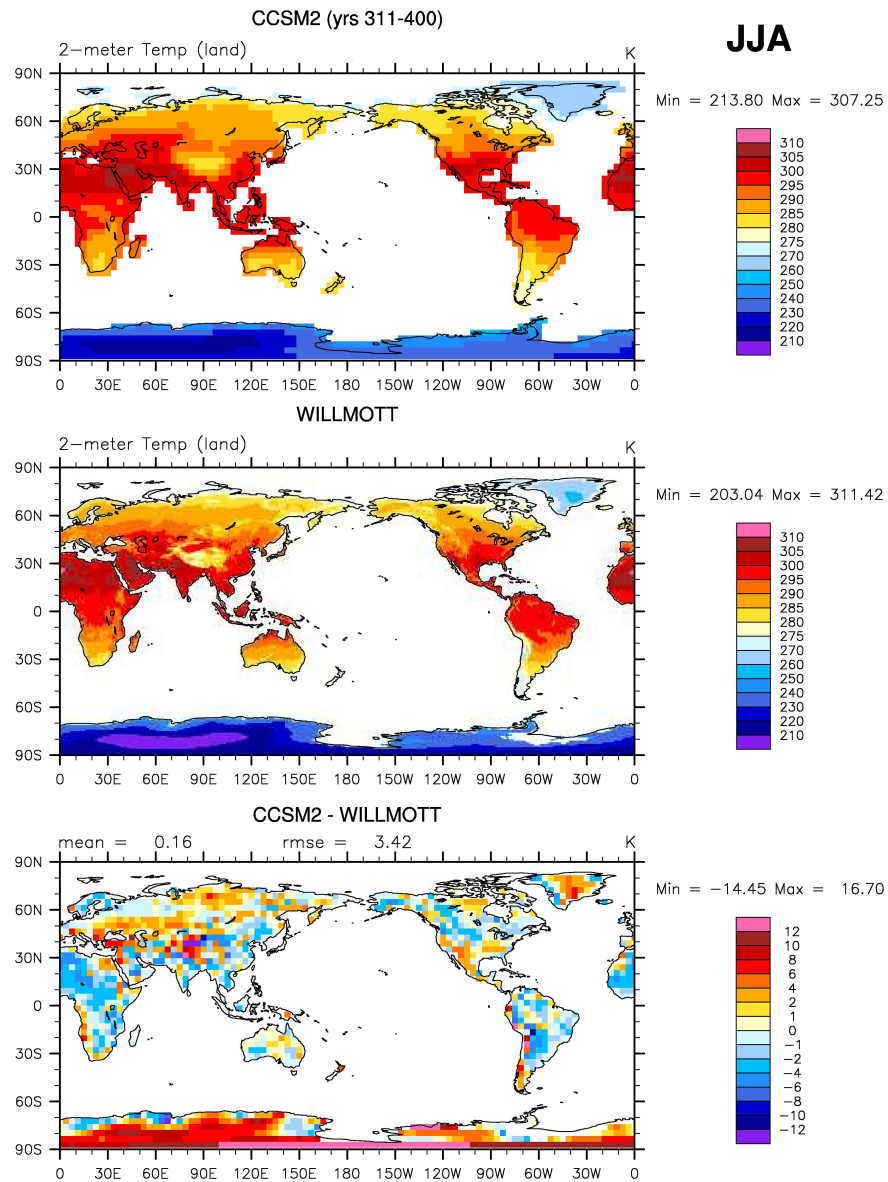 CCSM2 (yrs 311-400)
JJA
2-meter Temp (land) K
Min = 213.80 Max = 307.25
90N
60N
30N
0
30S
60S
90S
0 30E 60E 90E 120E 150E 180 150W 120W 90W 60W 30W 0
310
305
300
295
290
285
280
275
270
260
250
240
230
220
210
WILLMOTT
2-meter Temp (land) K
Min = 203.04 Max = 311.42
90N
60N
30N
0
30S
60S
90S
0 30E 60E 90E 120E 150E 180 150W 120W 90W 60W 30W 0
310
305
300
295
290
285
280
275
270
260
250
240
230
220
210
CCSM2 - WILLMOTT
mean = 0.16 rmse = 3.42 K
Min = -14.45 Max = 16.70
90N
60N
30N
0
30S
60S
90S
0 30E 60E 90E 120E 150E 180 150W 120W 90W 60W 30W 0
12
10
8
6
4
2
1
0
-1
-2
-4
-6
-8
-10
-12